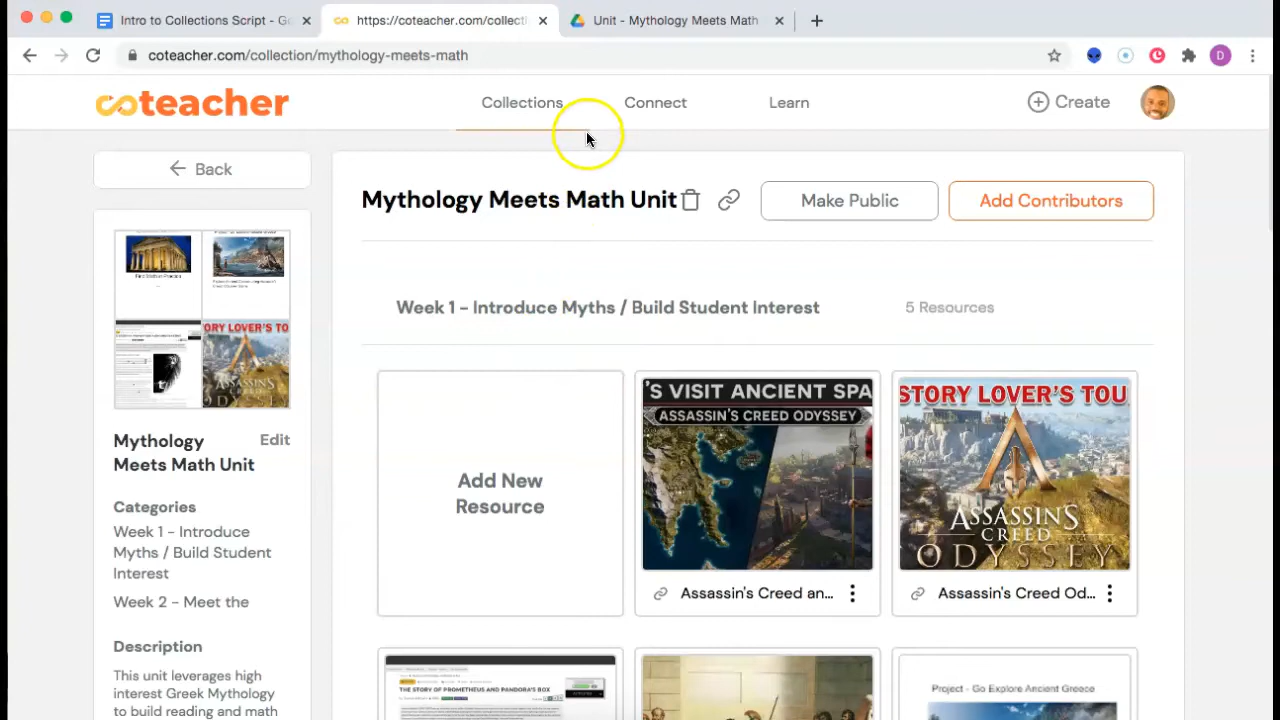 Intro to Collections Script - Go
https://coteacher.com/collecti
Unit - Mythology Meets Math
coteacher.com/collection/mythology-meets-math
D
coteacher
Collections
Connect
Learn
Create
Back
Mythology Meets Math Unit
Make Public
Add Contributors
Week 1 - Introduce Myths / Build Student Interest
5 Resources
Mythology
Meets Math Unit
Edit
Categories
Week 1 - Introduce
Myths / Build Student
Interest
Week 2 - Meet the
Description
This unit leverages high
interest Greek Mythology
to build reading and math
Add New
Resource
'S VISIT ANCIENT SPA
ASSASSIN'S CREED ODYSSEY
Assassin's Creed an...
STORY LOVER'S TOU
ASSASSIN'S
CREED
ODYSSEY
Assassin's Creed Od...
THE STORY OF PROMETHEUS AND PANDORA'S BOX
Project - Go Explore Ancient Greece
ORY LOVER'S TO